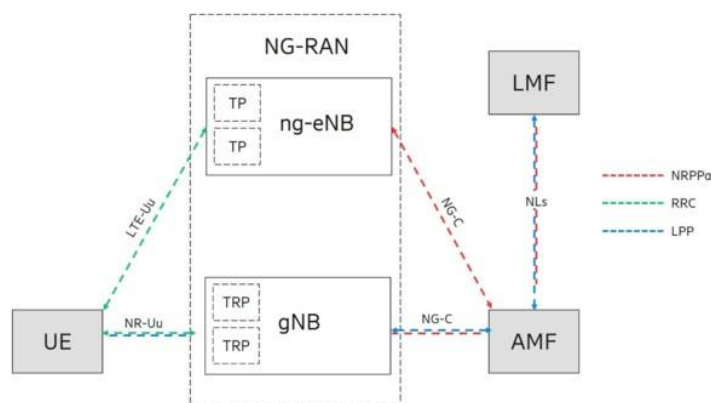 NG-RAN
TP
TP
ng-eNB
LMF
NRPPa
RRC
LPP
LTE-Uu
NG-C
NLs
UE
NR-Uu
TRP
TRP
gNB
NG-C
AMF